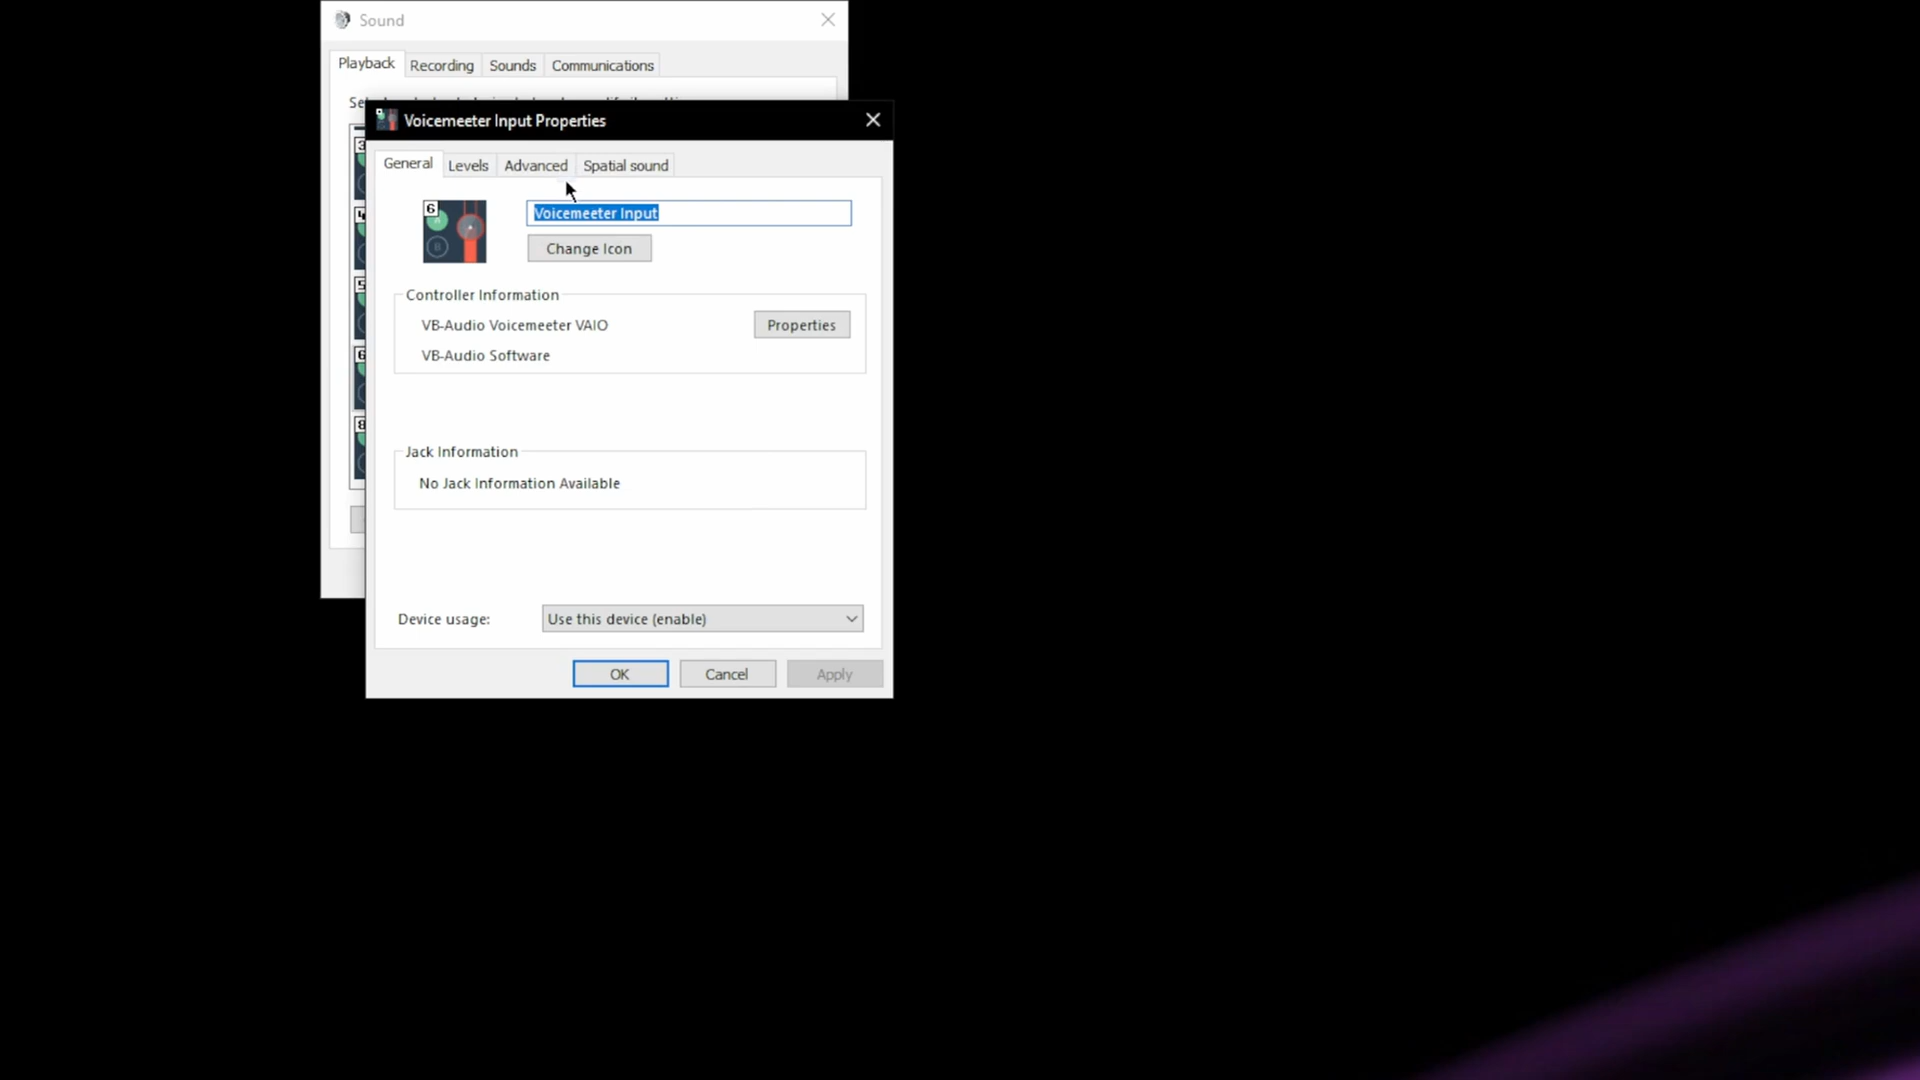 Sound
Playback
Recording
Sounds
Communications
Voicemeeter Input Properties
General
Levels
Advanced
Spatial sound
6
Voicemeeter Input
Change Icon
Controller Information
VB-Audio Voicemeeter VAIO
Properties
VB-Audio Software
Jack Information
No Jack Information Available
Device usage:
Use this device (enable)
OK
Cancel
Apply